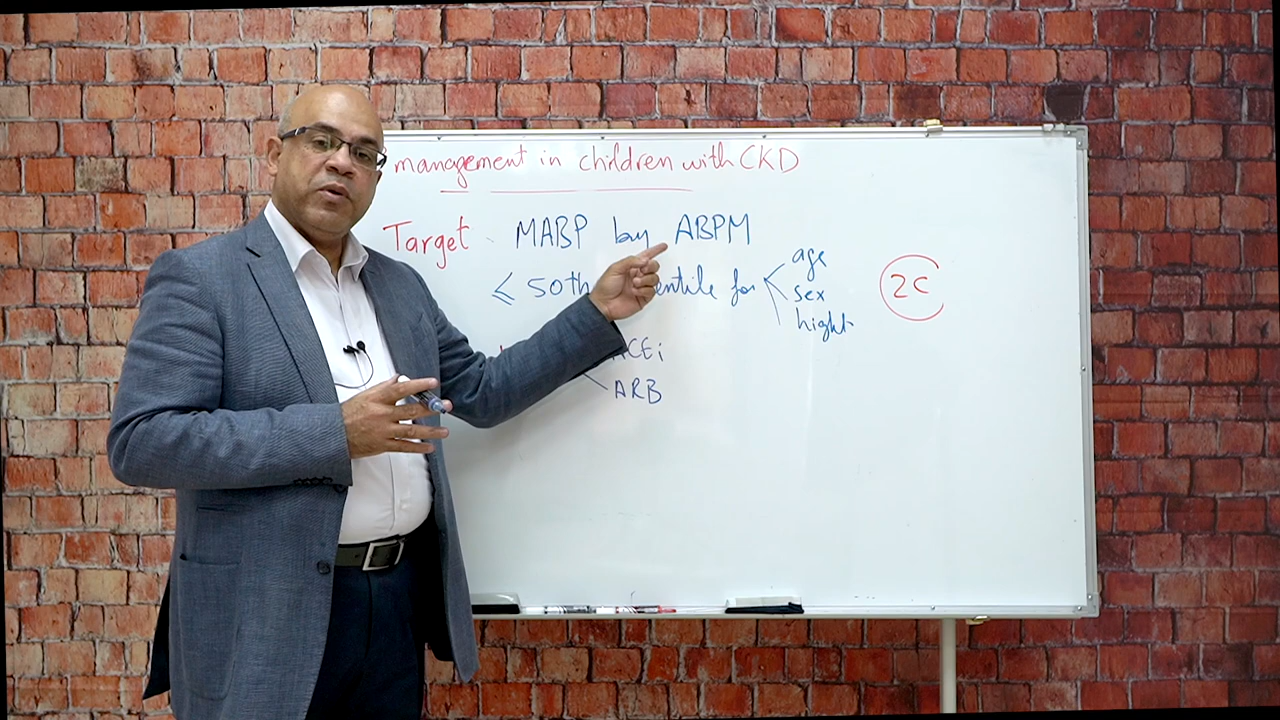 management in children with CKD
Target MABP by ABPM
≤ 50th entile for age
sex
hight
2C
ACEi
ARB